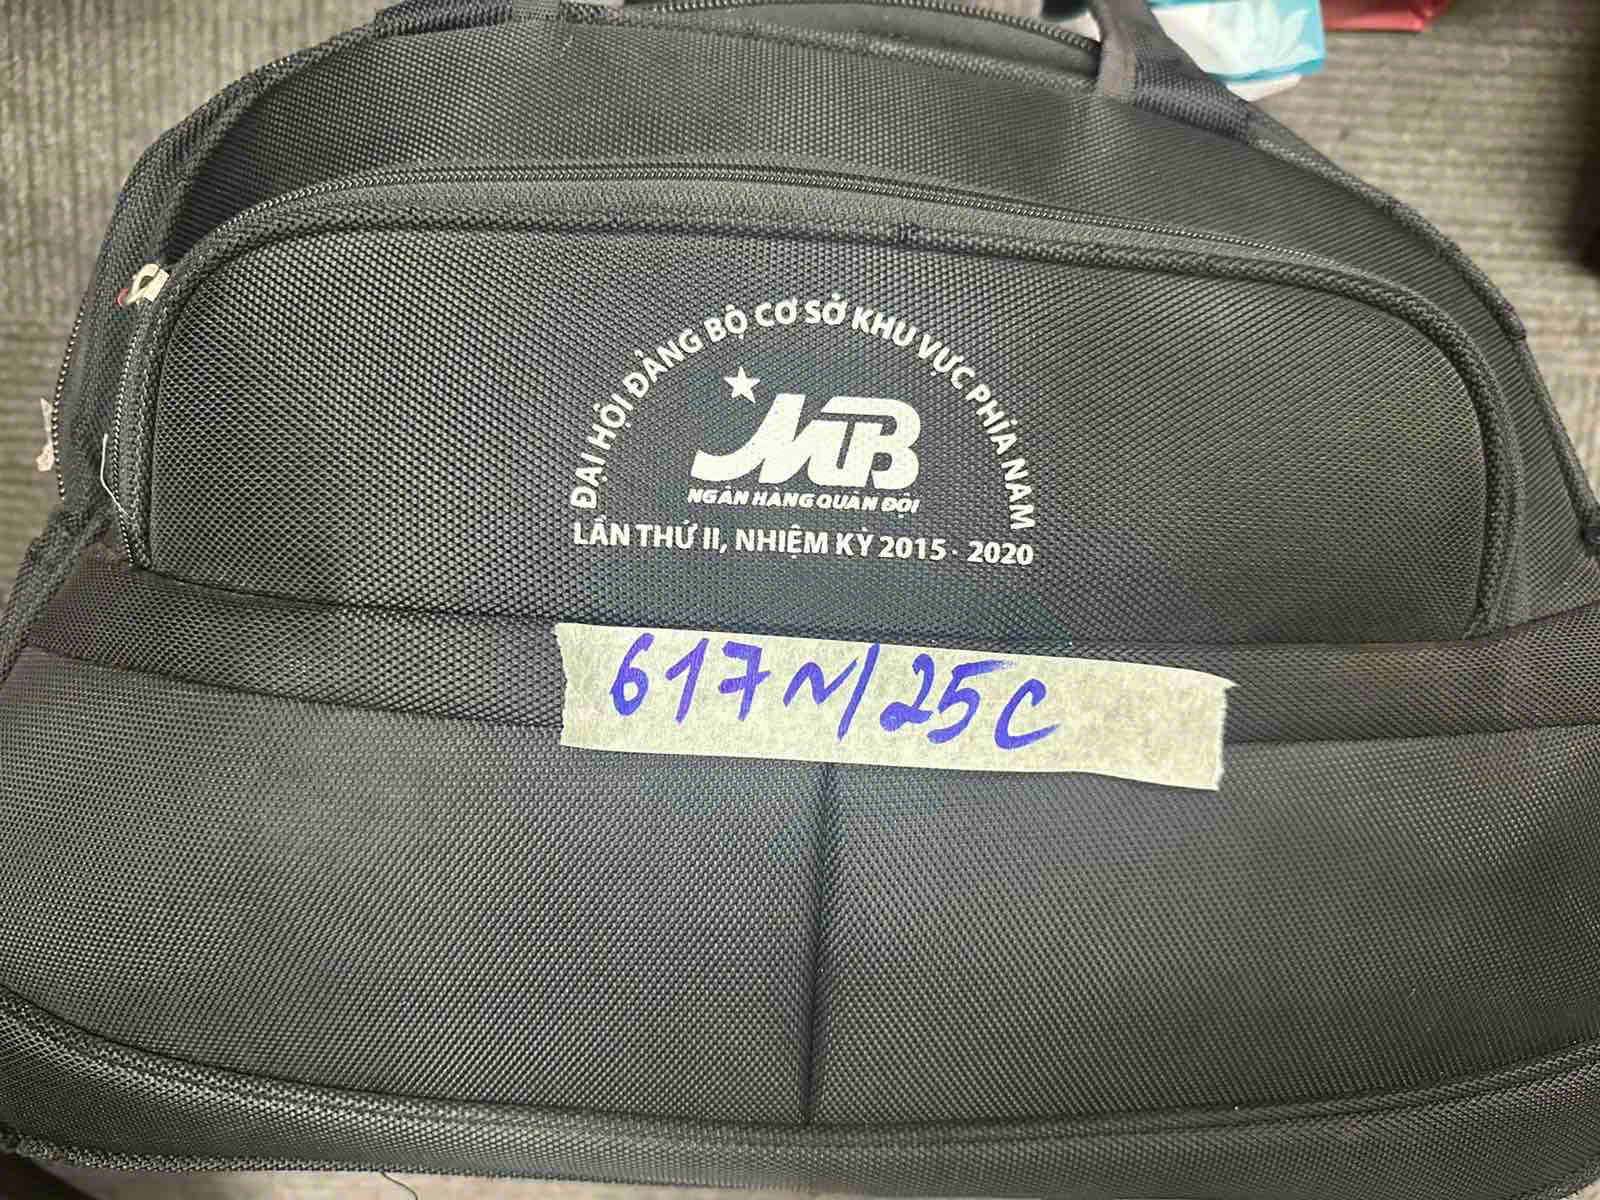 ĐẠI HỘI ĐẢNG BỘ CƠ SỞ KHU VỰC PHÍA NAM
MB
NGÂN HÀNG QUÂN ĐỘI
LẦN THỨ II, NHIỆM KỲ 2015 - 2020
617N/25C